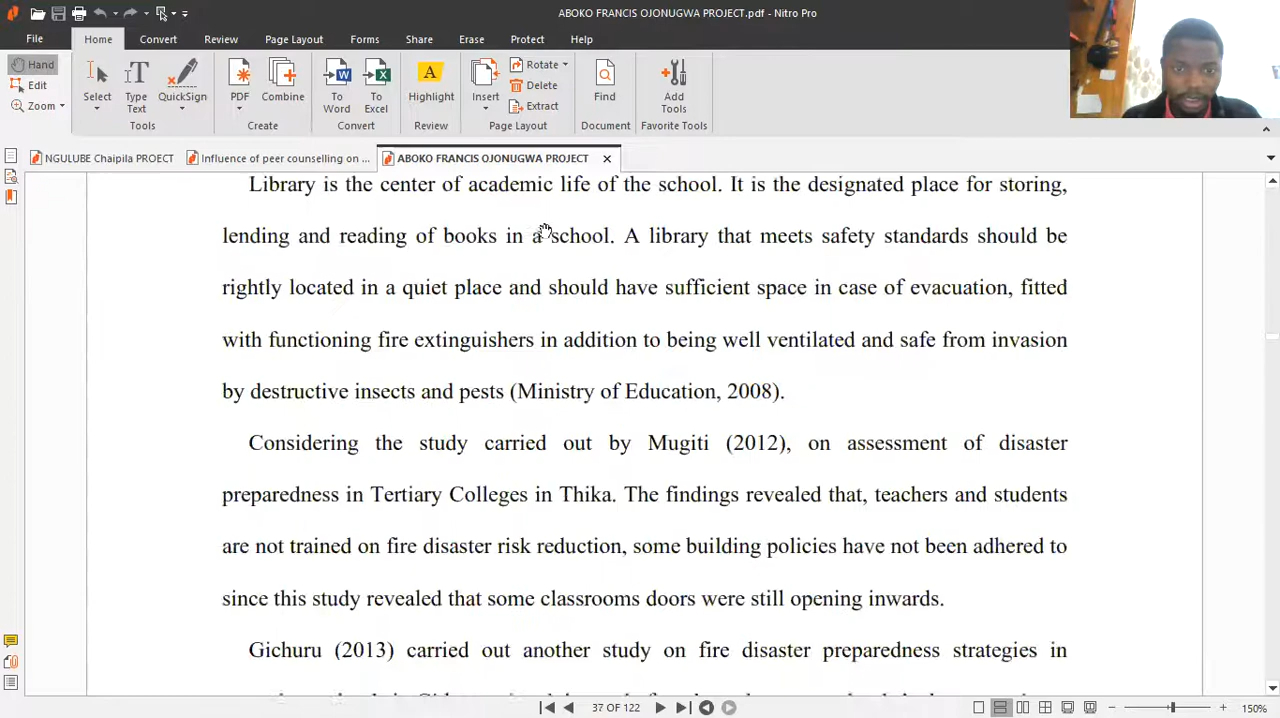 ABOKO FRANCIS OJONUGWA PROJECT.pdf - Nitro Pro
File Home Convert Review Page Layout Forms Share Erase Protect Help
Hand
Edit
Zoom
Select
Type Text
QuickSign
Tools
PDF
Combine
Create
To Word
To Excel
Convert
Highlight
Review
Insert
Rotate
Delete
Extract
Page Layout
Find
Document
Add Tools
Favorite Tools
NGULUBE Chaipila PROECT
Influence of peer counselling on ...
ABOKO FRANCIS OJONUGWA PROJECT
Library is the center of academic life of the school. It is the designated place for storing,
lending and reading of books in a school. A library that meets safety standards should be
rightly located in a quiet place and should have sufficient space in case of evacuation, fitted
with functioning fire extinguishers in addition to being well ventilated and safe from invasion
by destructive insects and pests (Ministry of Education, 2008).
Considering the study carried out by Mugiti (2012), on assessment of disaster
preparedness in Tertiary Colleges in Thika. The findings revealed that, teachers and students
are not trained on fire disaster risk reduction, some building policies have not been adhered to
since this study revealed that some classrooms doors were still opening inwards.
Gichuru (2013) carried out another study on fire disaster preparedness strategies in
37 OF 122
150%